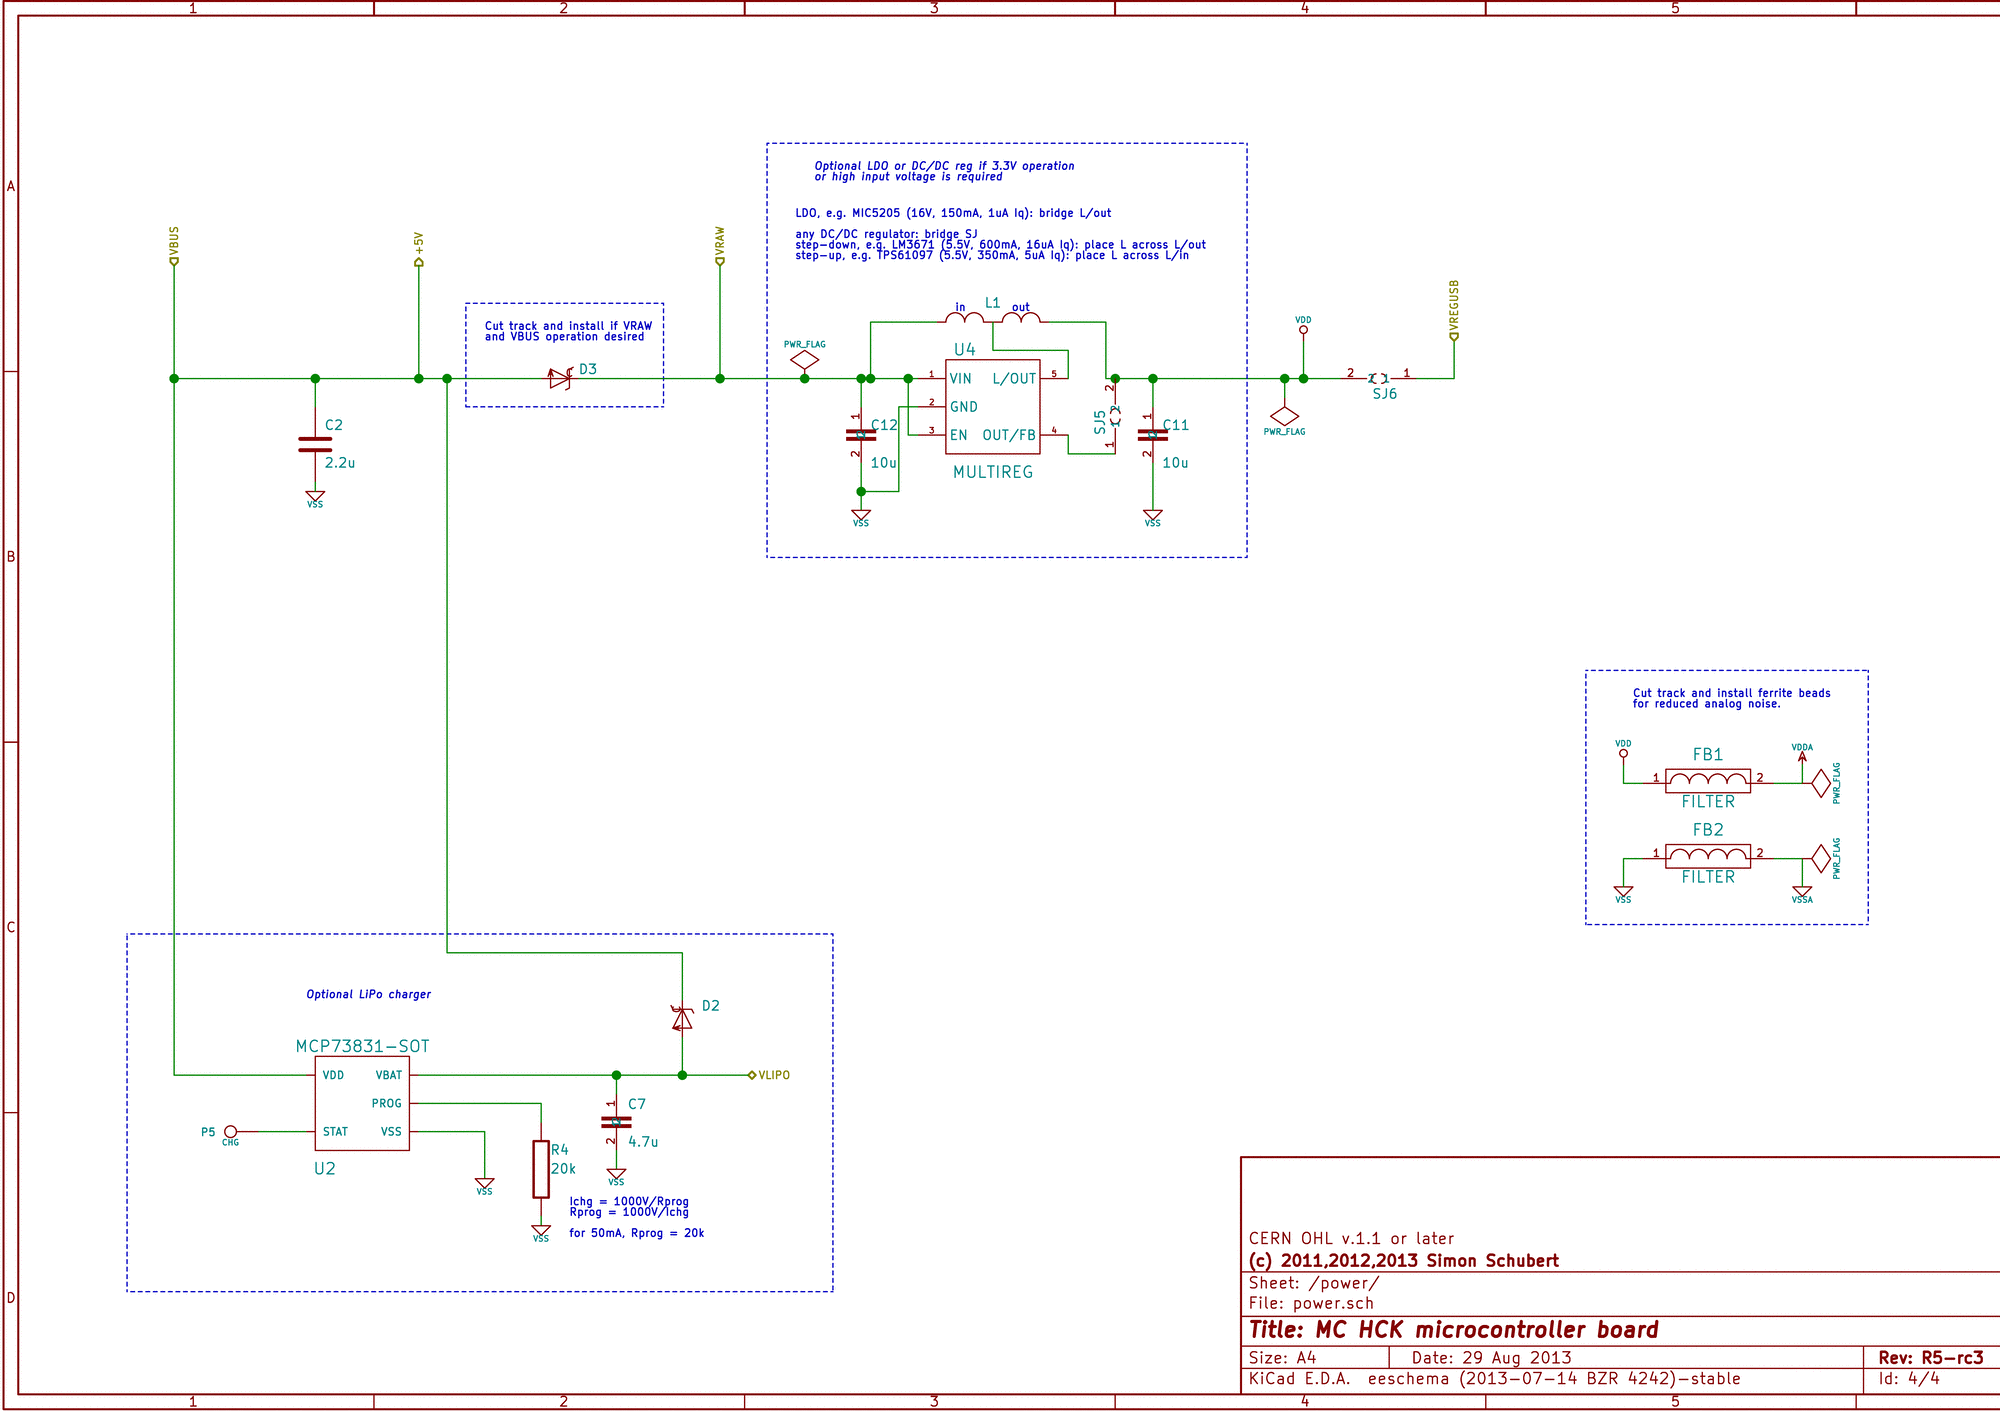 1 2 3 4 5
A
B
C
D
Optional LDO or DC/DC reg if 3.3V operation
or high input voltage is required
LDO, e.g. MIC5205 (16V, 150mA, 1uA Iq): bridge L/out
any DC/DC regulator: bridge SJ
step-down, e.g. LM3671 (5.5V, 600mA, 16uA Iq): place L across L/out
step-up, e.g. TPS61097 (5.5V, 350mA, 5uA Iq): place L across L/in
VBUS
+5V
VRAW
VREGUSB
Cut track and install if VRAW
and VBUS operation desired
D3
in L1 out
PWR_FLAG
U4
1 VIN L/OUT 5
2 GND
3 EN OUT/FB 4
MULTIREG
1
C12
2
10u
VSS
2
SJ5
1
1
C11
2
10u
VSS
VDD
PWR_FLAG
2 1
SJ6
C2
2.2u
VSS
Cut track and install ferrite beads
for reduced analog noise.
VDD
FB1
1 2
FILTER
VDDA
PWR_FLAG
FB2
1 2
FILTER
VSS
VSSA
PWR_FLAG
Optional LiPo charger
D2
MCP73831-SOT
VDD VBAT
PROG
STAT VSS
U2
P5
CHG
VLIPO
VSS
R4
20k
VSS
1
C7
2
4.7u
VSS
Ichg = 1000V/Rprog
Rprog = 1000V/Ichg
for 50mA, Rprog = 20k
CERN OHL v.1.1 or later
(c) 2011,2012,2013 Simon Schubert
Sheet: /power/
File: power.sch
Title: MC HCK microcontroller board
Size: A4 Date: 29 Aug 2013 Rev: R5-rc3
KiCad E.D.A. eeschema (2013-07-14 BZR 4242)-stable Id: 4/4
1 2 3 4 5